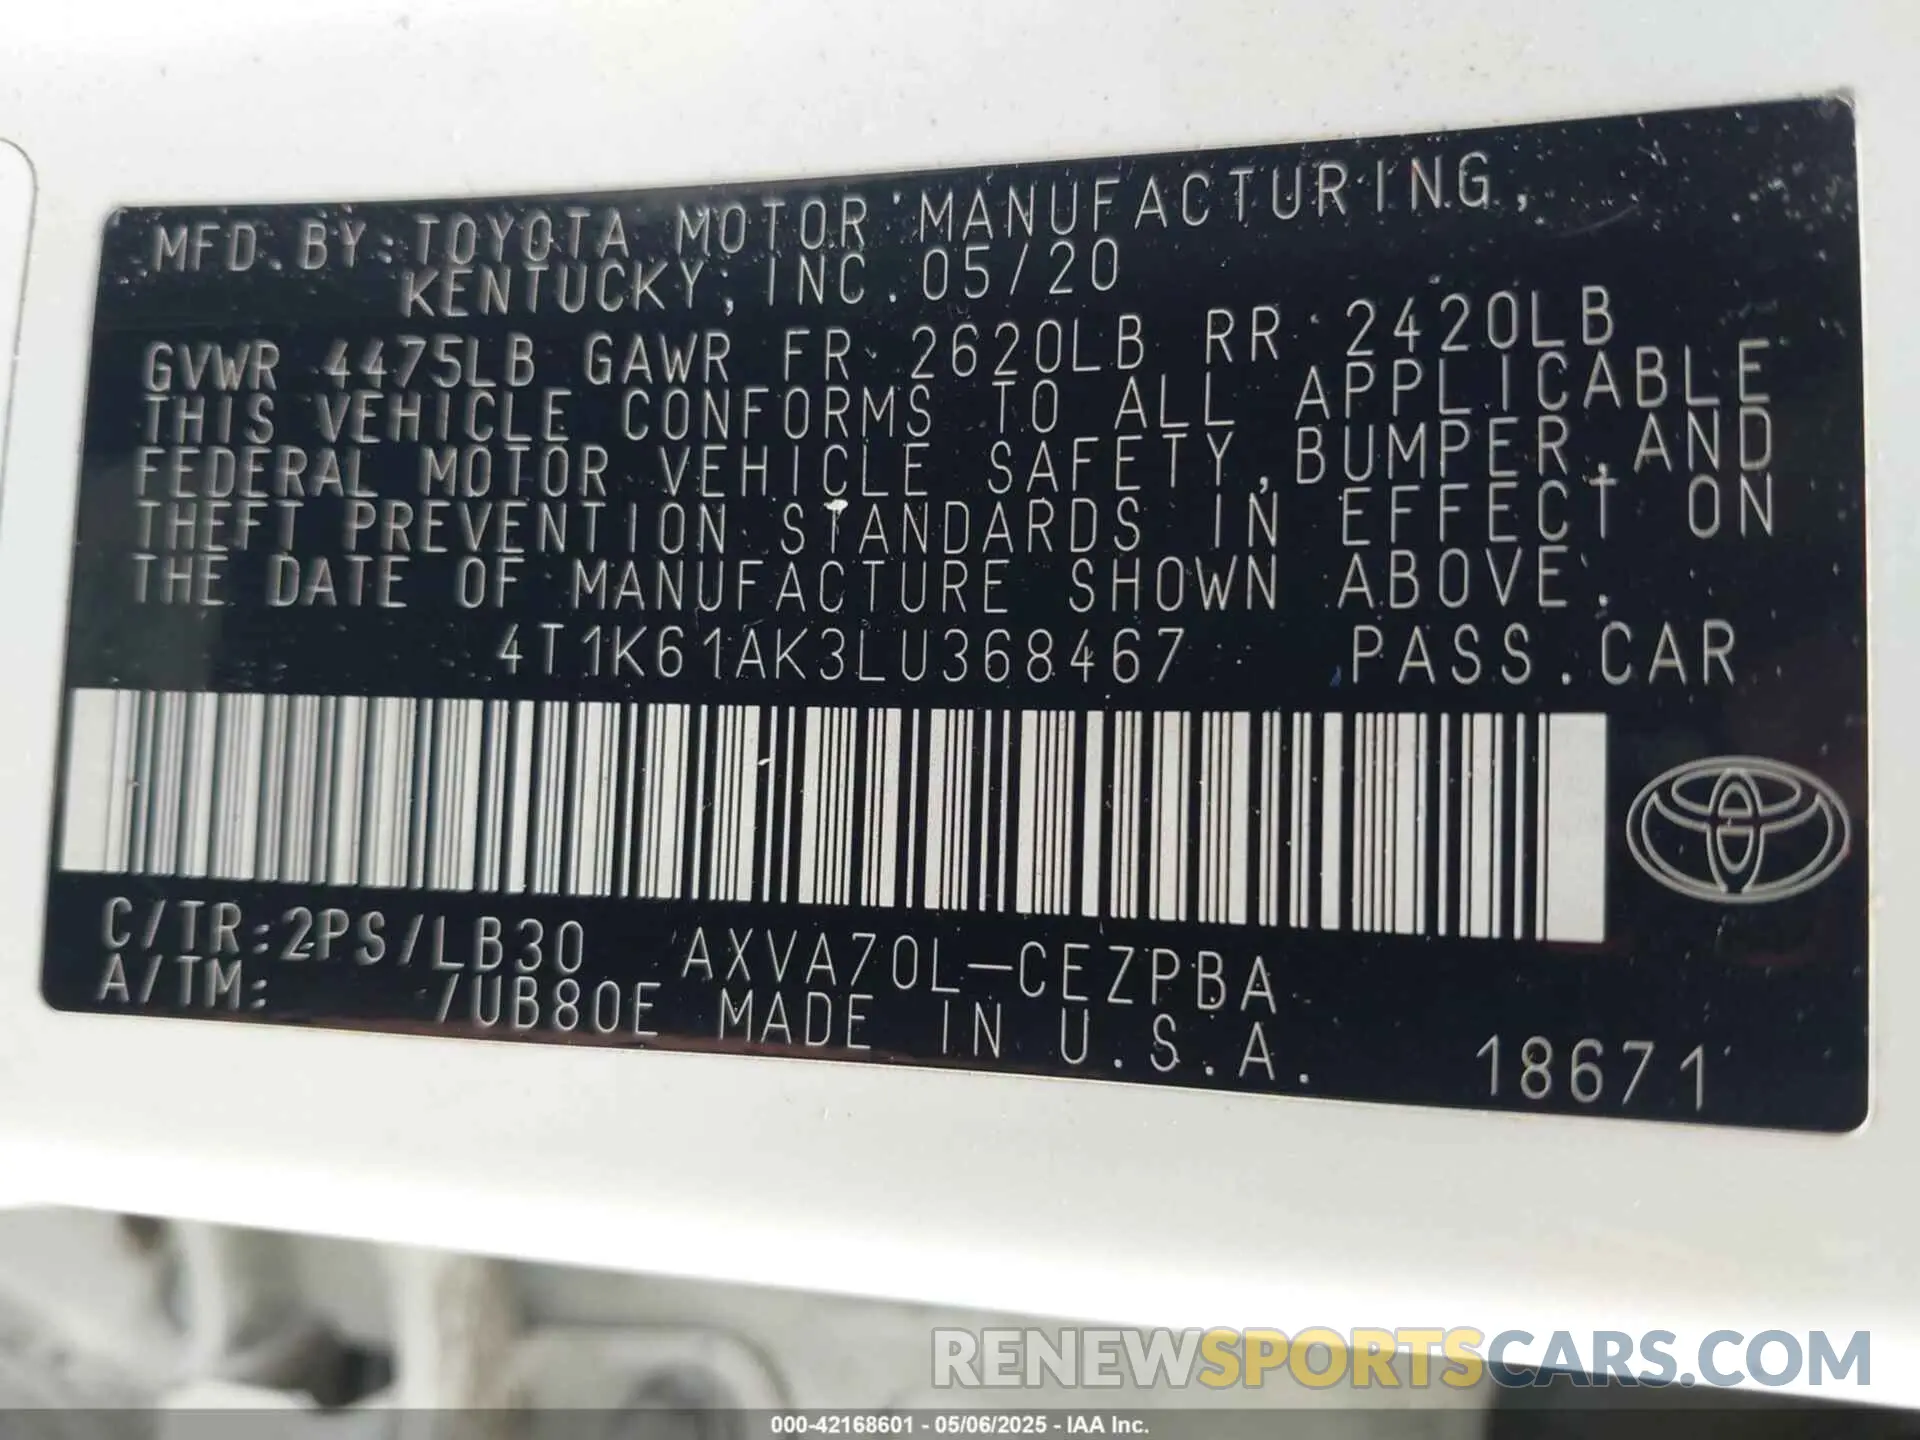 MFD. BY: TOYOTA MOTOR MANUFACTURING,
KENTUCKY, INC. 05/20
GVWR 4475LB GAWR FR 2620LB RR 2420LB
THIS VEHICLE CONFORMS TO ALL APPLICABLE
FEDERAL MOTOR VEHICLE SAFETY, BUMPER, AND
THEFT PREVENTION STANDARDS IN EFFECT ON
THE DATE OF MANUFACTURE SHOWN ABOVE.
4T1K61AK3LU368467 PASS.CAR
C/TR:2PS/LB30 AXVA70L-CEZPBA
A/TM: /UB80E MADE IN U.S.A.
18671
RENEWSPORTSCARS.COM
000-42168601 - 05/06/2025 - IAA Inc.